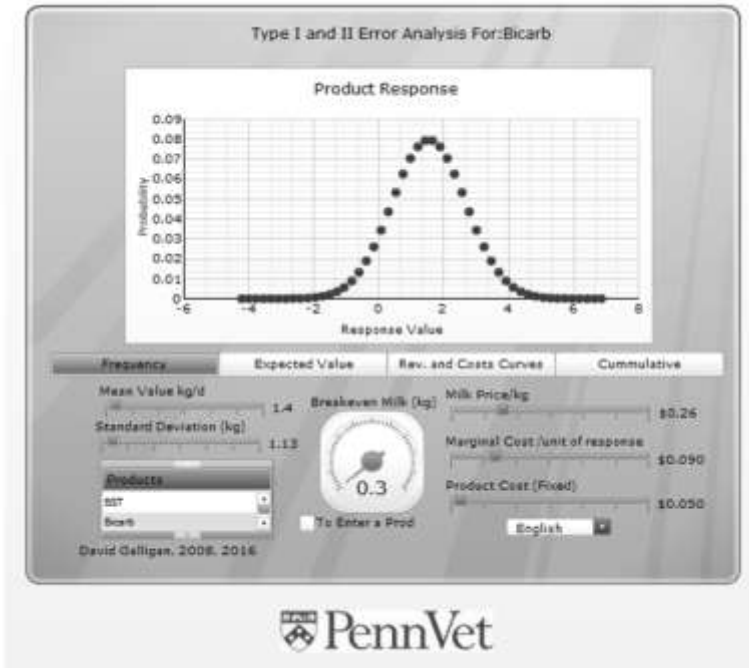 Type I and II Error Analysis For:Bicarb
Product Response
0.09
0.08
0.07
0.06
0.05
0.04
0.03
0.02
0.01
0
Probability
-6 -4 -2 0 2 4 6 8
Response Value
Frequency Expected Value Rev. and Costs Curves Cummulative
Mean Value kg/d
1.4
Standard Deviation (kg)
1.13
Products
BST
Bicarb
David Galligan, 2008, 2016
Breakeven Milk (kg)
0.3
To Enter a Prod
Milk Price/kg
$0.26
Marginal Cost /unit of response
$0.090
Product Cost (Fixed)
$0.050
English
PennVet